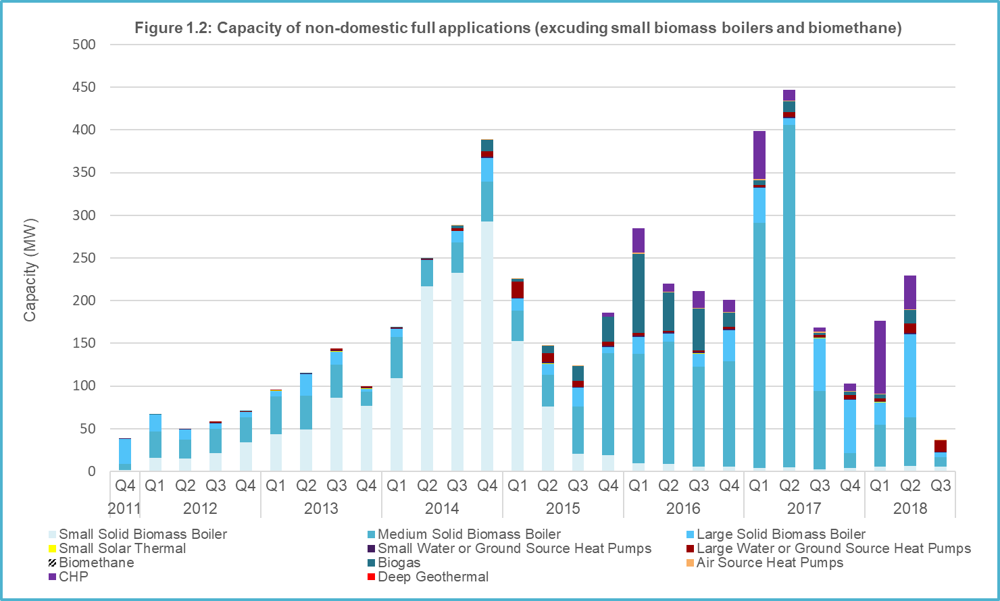 Figure 1.2: Capacity of non-domestic full applications (excuding small biomass boilers and biomethane)
500
450
400
350
300
250
200
150
100
50
0
Capacity (MW)
Q4 Q1 Q2 Q3 Q4 Q1 Q2 Q3 Q4 Q1 Q2 Q3 Q4 Q1 Q2 Q3 Q4 Q1 Q2 Q3 Q4 Q1 Q2 Q3 Q4 Q1 Q2 Q3
2011 2012 2013 2014 2015 2016 2017 2018
Small Solid Biomass Boiler Medium Solid Biomass Boiler Large Solid Biomass Boiler
Small Solar Thermal Small Water or Ground Source Heat Pumps Large Water or Ground Source Heat Pumps
Biomethane Biogas Air Source Heat Pumps
CHP Deep Geothermal